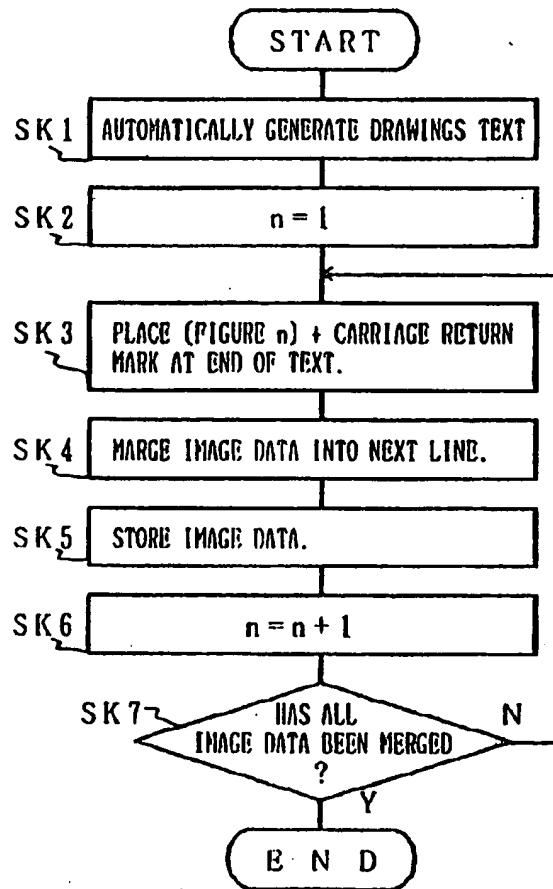 START
SK1
AUTOMATICALLY GENERATE DRAWINGS TEXT
SK2
n = 1
SK3
PLACE (FIGURE n) + CARRIAGE RETURN
MARK AT END OF TEXT.
SK4
MARGE IMAGE DATA INTO NEXT LINE.
SK5
STORE IMAGE DATA.
SK6
n = n + 1
SK7
HAS ALL
IMAGE DATA BEEN MERGED
?
N
Y
END